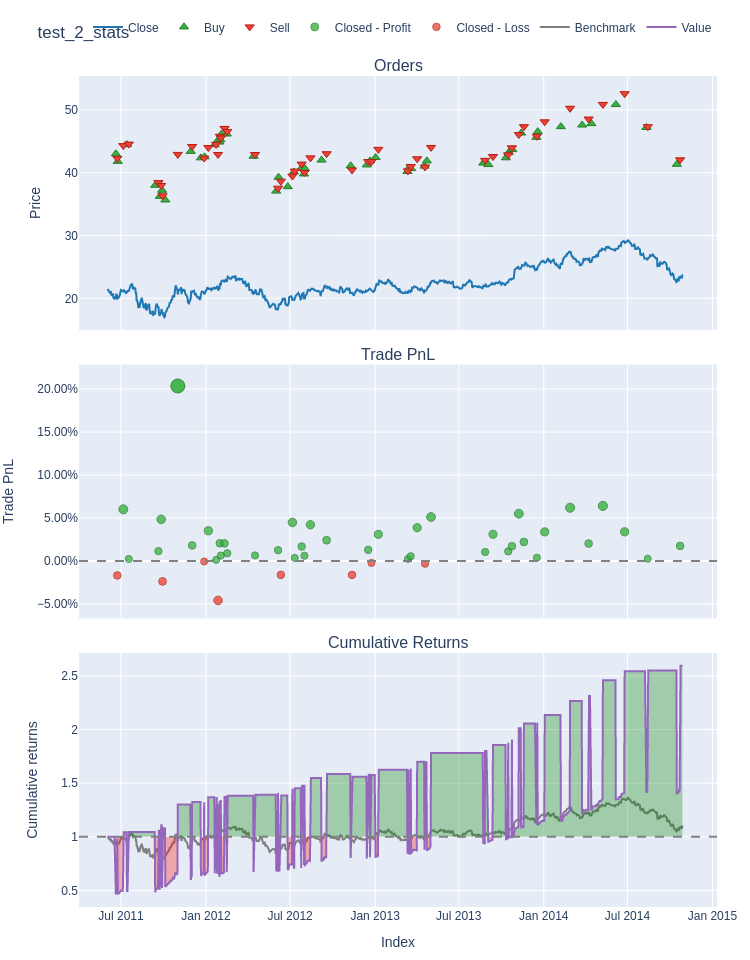 test_2_stats
Close Buy Sell Closed - Profit Closed - Loss Benchmark Value
Orders
50
40
30
20
Price
Trade PnL
20.00%
15.00%
10.00%
5.00%
0.00%
−5.00%
Trade PnL
Cumulative Returns
2.5
2
1.5
1
0.5
Cumulative returns
Jul 2011 Jan 2012 Jul 2012 Jan 2013 Jul 2013 Jan 2014 Jul 2014 Jan 2015
Index